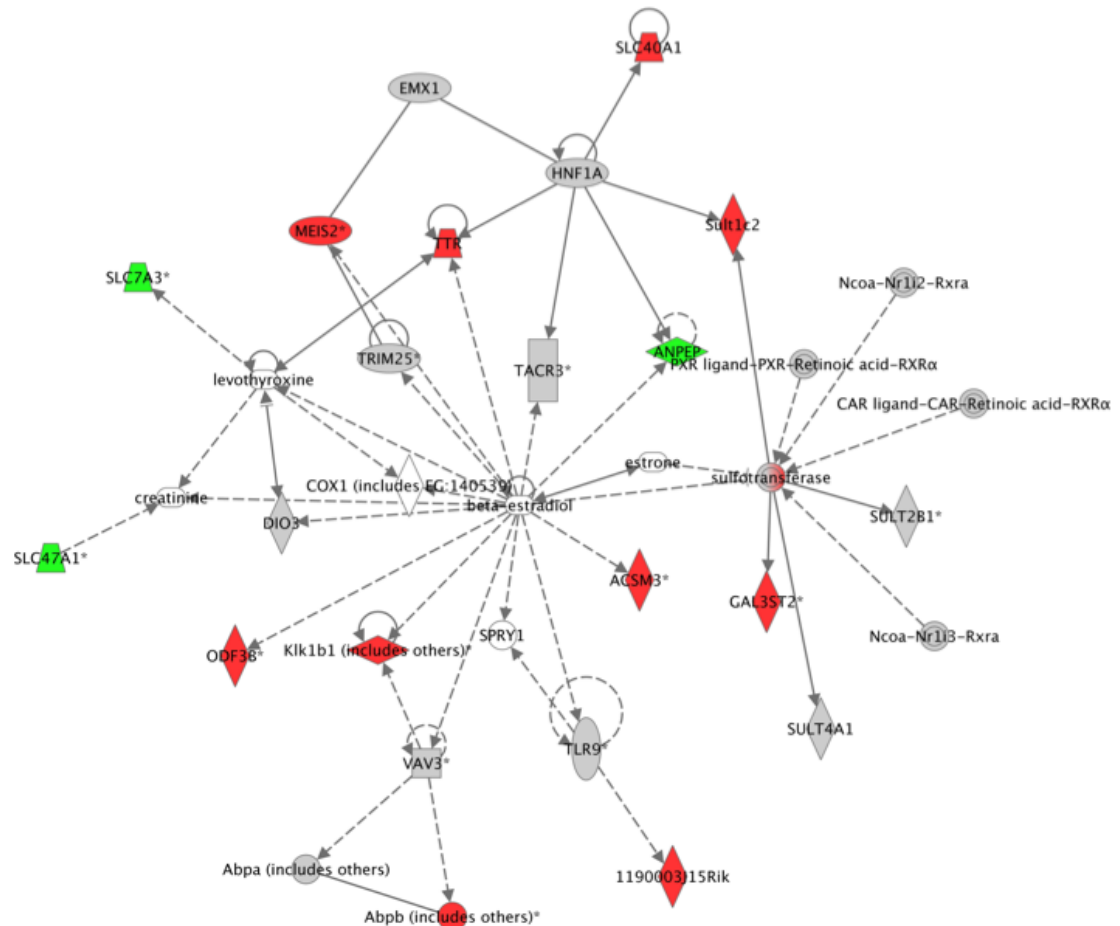 SLC40A1
EMX1
HNF1A
MEIS2*
TTR
Sult1c2
SLC7A3*
Ncoa-Nr1i2-Rxra
TRIM25*
ANPEP
PXR ligand-PXR-Retinoic acid-RXRα
TACR3*
levothyroxine
CAR ligand-CAR-Retinoic acid-RXRα
estrone
sulfotransferase
COX1 (includes EG:140539)
creatinine
beta-estradiol
SULT2B1*
DIO3
SLC47A1*
ACSM3*
GAL3ST2*
SPRY1
Ncoa-Nr1i3-Rxra
Klk1b1 (includes others)*
ODF3B*
SULT4A1
TLR9*
VAV3*
Abpa (includes others)
1190003J15Rik
Abpb (includes others)*